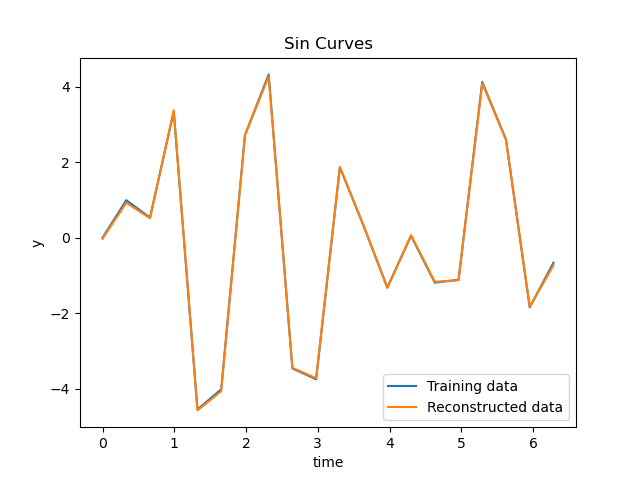 Sin Curves
4
2
0
−2
−4
y
0 1 2 3 4 5 6
time
Training data
Reconstructed data